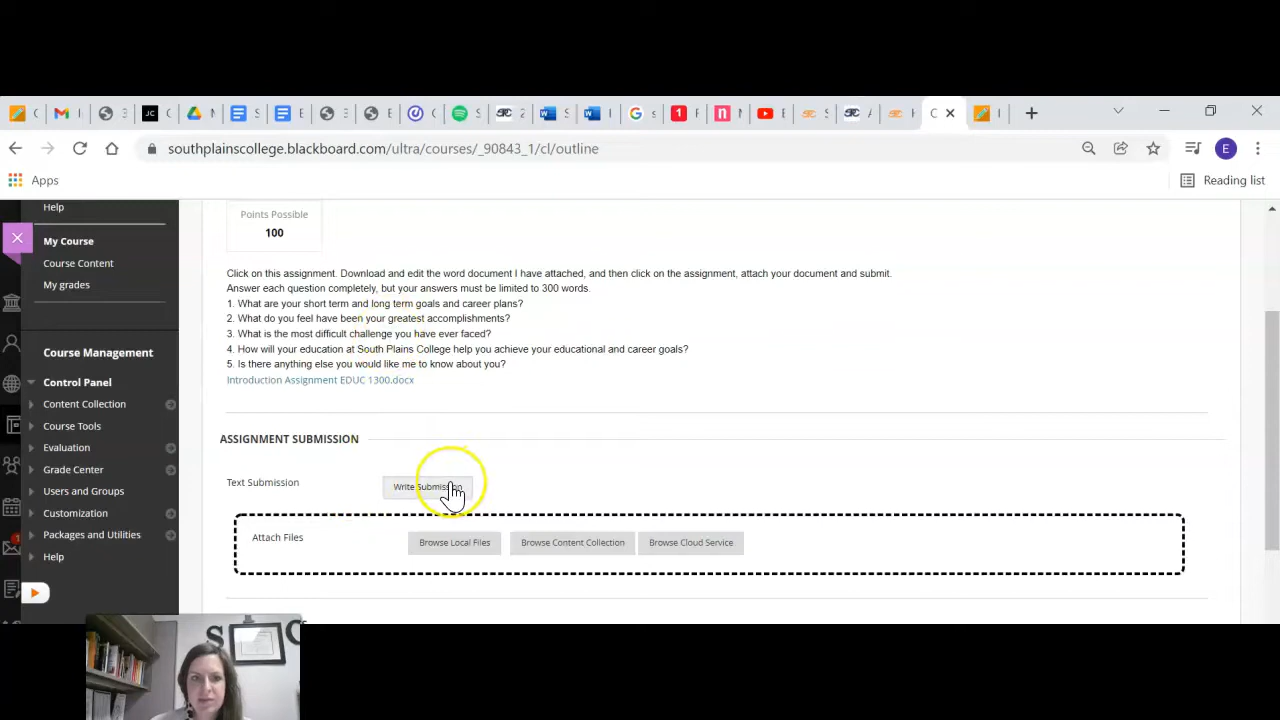 southplainscollege.blackboard.com/ultra/courses/_90843_1/cl/outline
E
Apps
Reading list
Help
My Course
Course Content
My grades
Course Management
Control Panel
Content Collection
Course Tools
Evaluation
Grade Center
Users and Groups
Customization
Packages and Utilities
Help
Points Possible
100
Click on this assignment. Download and edit the word document I have attached, and then click on the assignment, attach your document and submit.
Answer each question completely, but your answers must be limited to 300 words.
1. What are your short term and long term goals and career plans?
2. What do you feel have been your greatest accomplishments?
3. What is the most difficult challenge you have ever faced?
4. How will your education at South Plains College help you achieve your educational and career goals?
5. Is there anything else you would like me to know about you?
Introduction Assignment EDUC 1300.docx
ASSIGNMENT SUBMISSION
Text Submission
Write Submission
Attach Files
Browse Local Files
Browse Content Collection
Browse Cloud Service